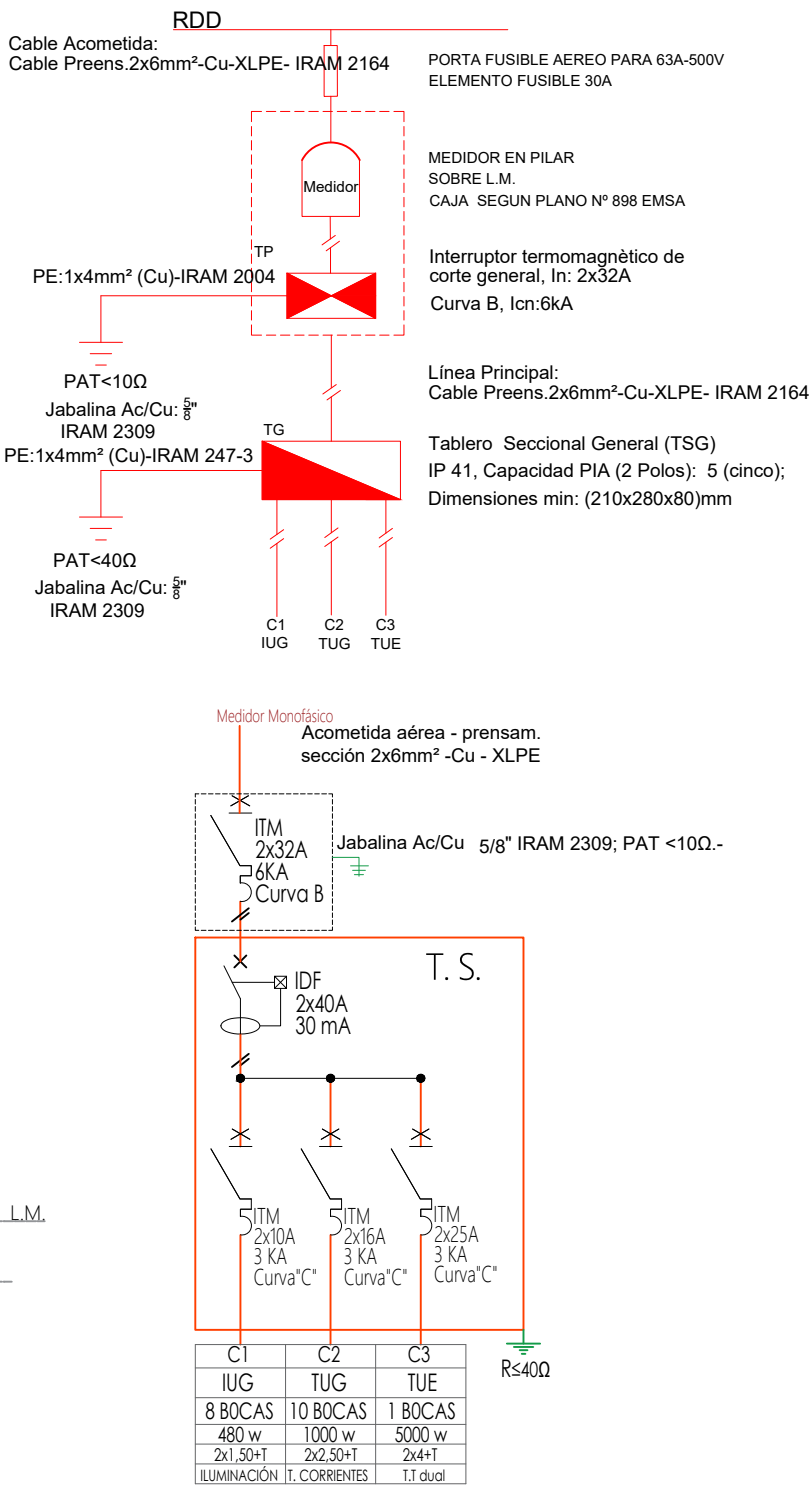 RDD
Cable Acometida:
Cable Preens.2x6mm²-Cu-XLPE- IRAM 2164
PORTA FUSIBLE AEREO PARA 63A-500V
ELEMENTO FUSIBLE 30A
Medidor
MEDIDOR EN PILAR
SOBRE L.M.
CAJA SEGUN PLANO Nº 898 EMSA
TP
PE:1x4mm² (Cu)-IRAM 2004
Interruptor termomagnètico de
corte general, In: 2x32A
Curva B, Icn:6kA
PAT<10Ω
Jabalina Ac/Cu: 5/8"
IRAM 2309
Línea Principal:
Cable Preens.2x6mm²-Cu-XLPE- IRAM 2164
TG
PE:1x4mm² (Cu)-IRAM 247-3
Tablero Seccional General (TSG)
IP 41, Capacidad PIA (2 Polos): 5 (cinco);
Dimensiones min: (210x280x80)mm
PAT<40Ω
Jabalina Ac/Cu: 5/8"
IRAM 2309
C1 C2 C3
IUG TUG TUE
Medidor Monofásico
Acometida aérea - prensam.
sección 2x6mm² -Cu - XLPE
ITM
2x32A
6KA
Curva B
Jabalina Ac/Cu 5/8" IRAM 2309; PAT <10Ω.-
T. S.
IDF
2x40A
30 mA
L.M.
ITM
2x10A
3 KA
Curva"C"
ITM
2x16A
3 KA
Curva"C"
ITM
2x25A
3 KA
Curva"C"
R≤40Ω
C1 C2 C3
IUG TUG TUE
8 BOCAS 10 BOCAS 1 BOCAS
480 w 1000 w 5000 w
2x1,50+T 2x2,50+T 2x4+T
ILUMINACIÓN T. CORRIENTES T.T dual